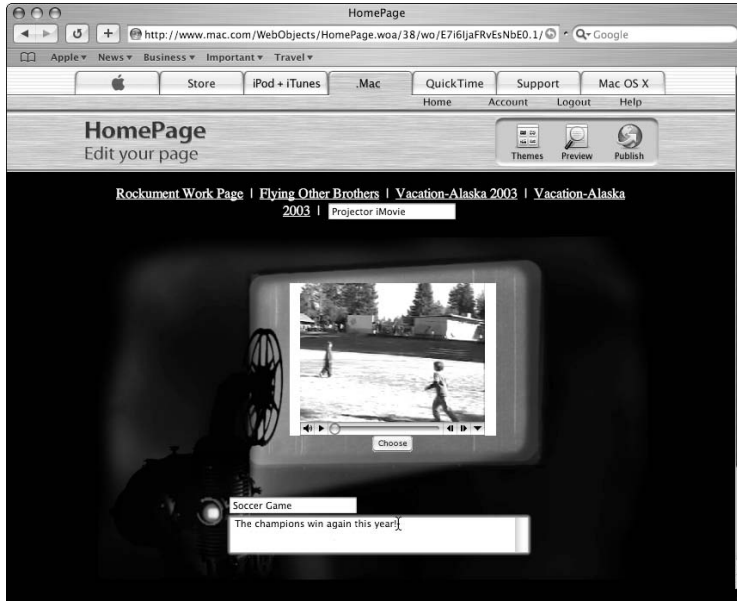 HomePage
http://www.mac.com/WebObjects/HomePage.woa/38/wo/E7i6IjaFRvEsNbE0.1/ Google
Apple News Business Important Travel
Store iPod + iTunes .Mac QuickTime Support Mac OS X
Home Account Logout Help
HomePage
Edit your page
Themes Preview Publish
Rockument Work Page | Flying Other Brothers | Vacation-Alaska 2003 | Vacation-Alaska
2003 | Projector iMovie
Choose
Soccer Game
The champions win again this year!